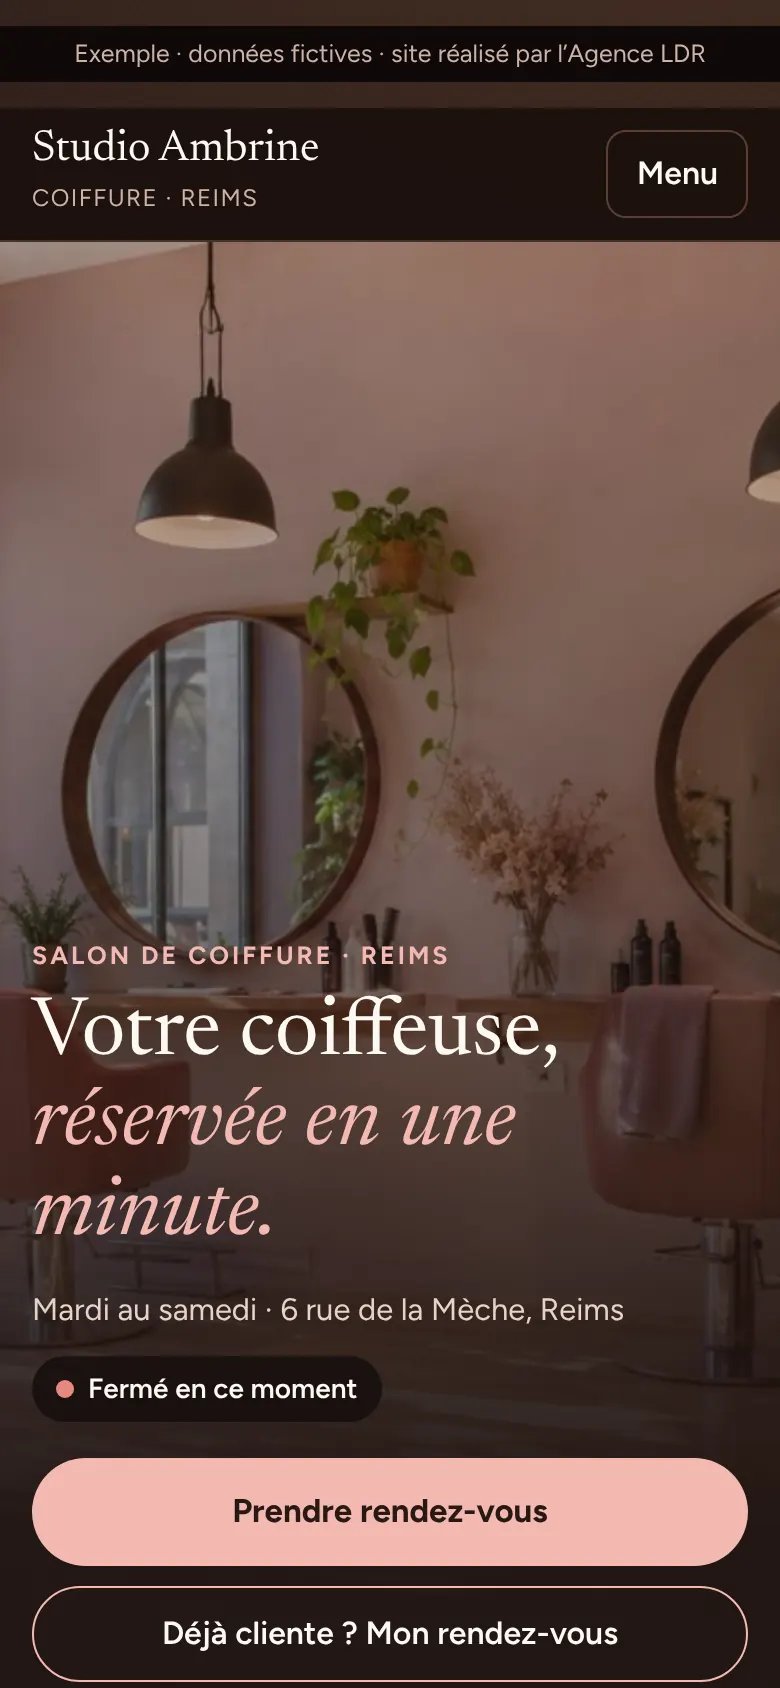 Exemple · données fictives · site réalisé par l’Agence LDR
Studio Ambrine
COIFFURE · REIMS
Menu
SALON DE COIFFURE · REIMS
Votre coiffeuse,
réservée en une
minute.
Mardi au samedi · 6 rue de la Mèche, Reims
Fermé en ce moment
Prendre rendez-vous
Déjà cliente ? Mon rendez-vous